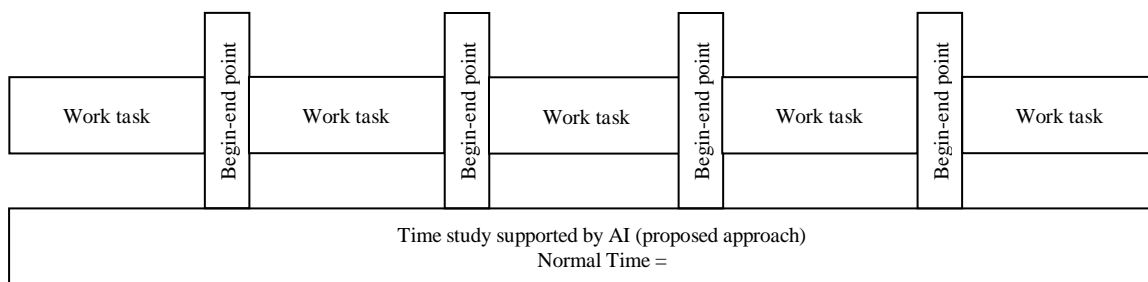 Work task
Begin-end point
Work task
Begin-end point
Work task
Begin-end point
Work task
Begin-end point
Work task
Time study supported by AI (proposed approach)
Normal Time =